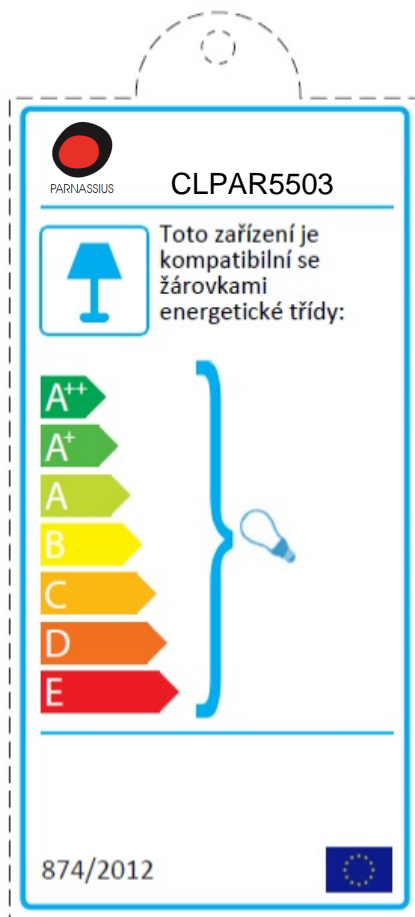 PARNASSIUS
CLPAR5503
Toto zařízení je
kompatibilní se
žárovkami
energetické třídy:
A++
A+
A
B
C
D
E
874/2012